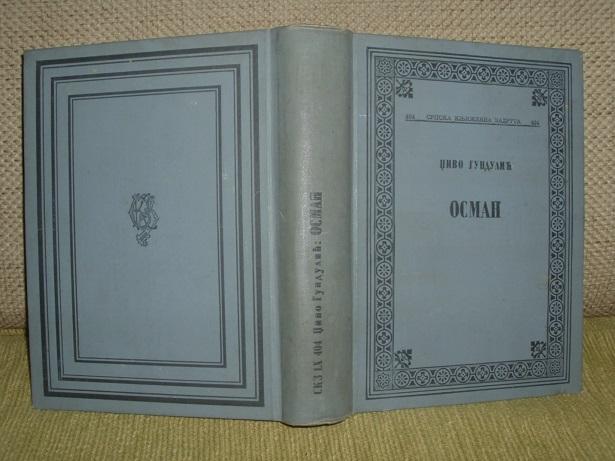 404 СРПСКА КЊИЖЕВНА ЗАДРУГА 404
ЏИВО ГУНДУЛИЋ
ОСМАН
СКЗ LX 404 Џиво Гундулић: ОСМАН